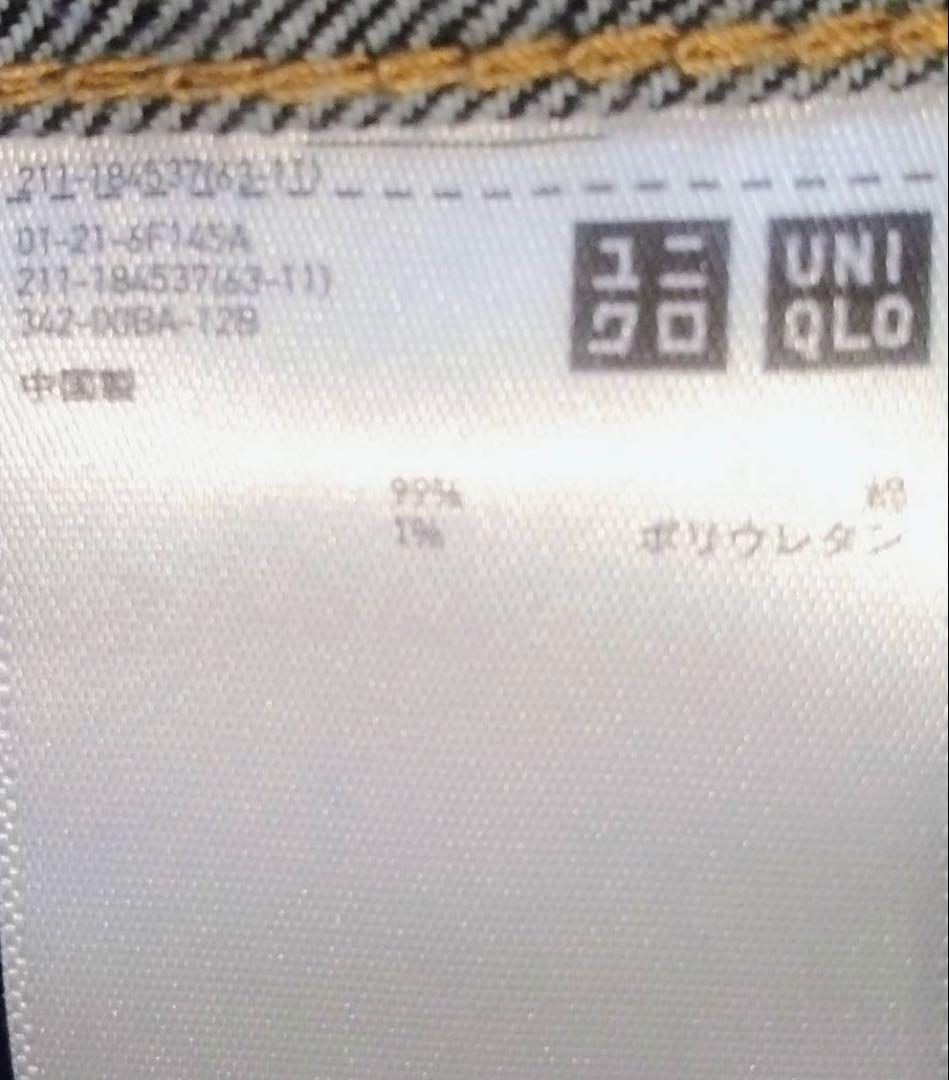 211-184537(63-11)
01-21-6F145A
211-184537(63-11)
342-00BA-12B
中国製
ユニ
クロ
UNI
QLO
99% 綿
1% ポリウレタン